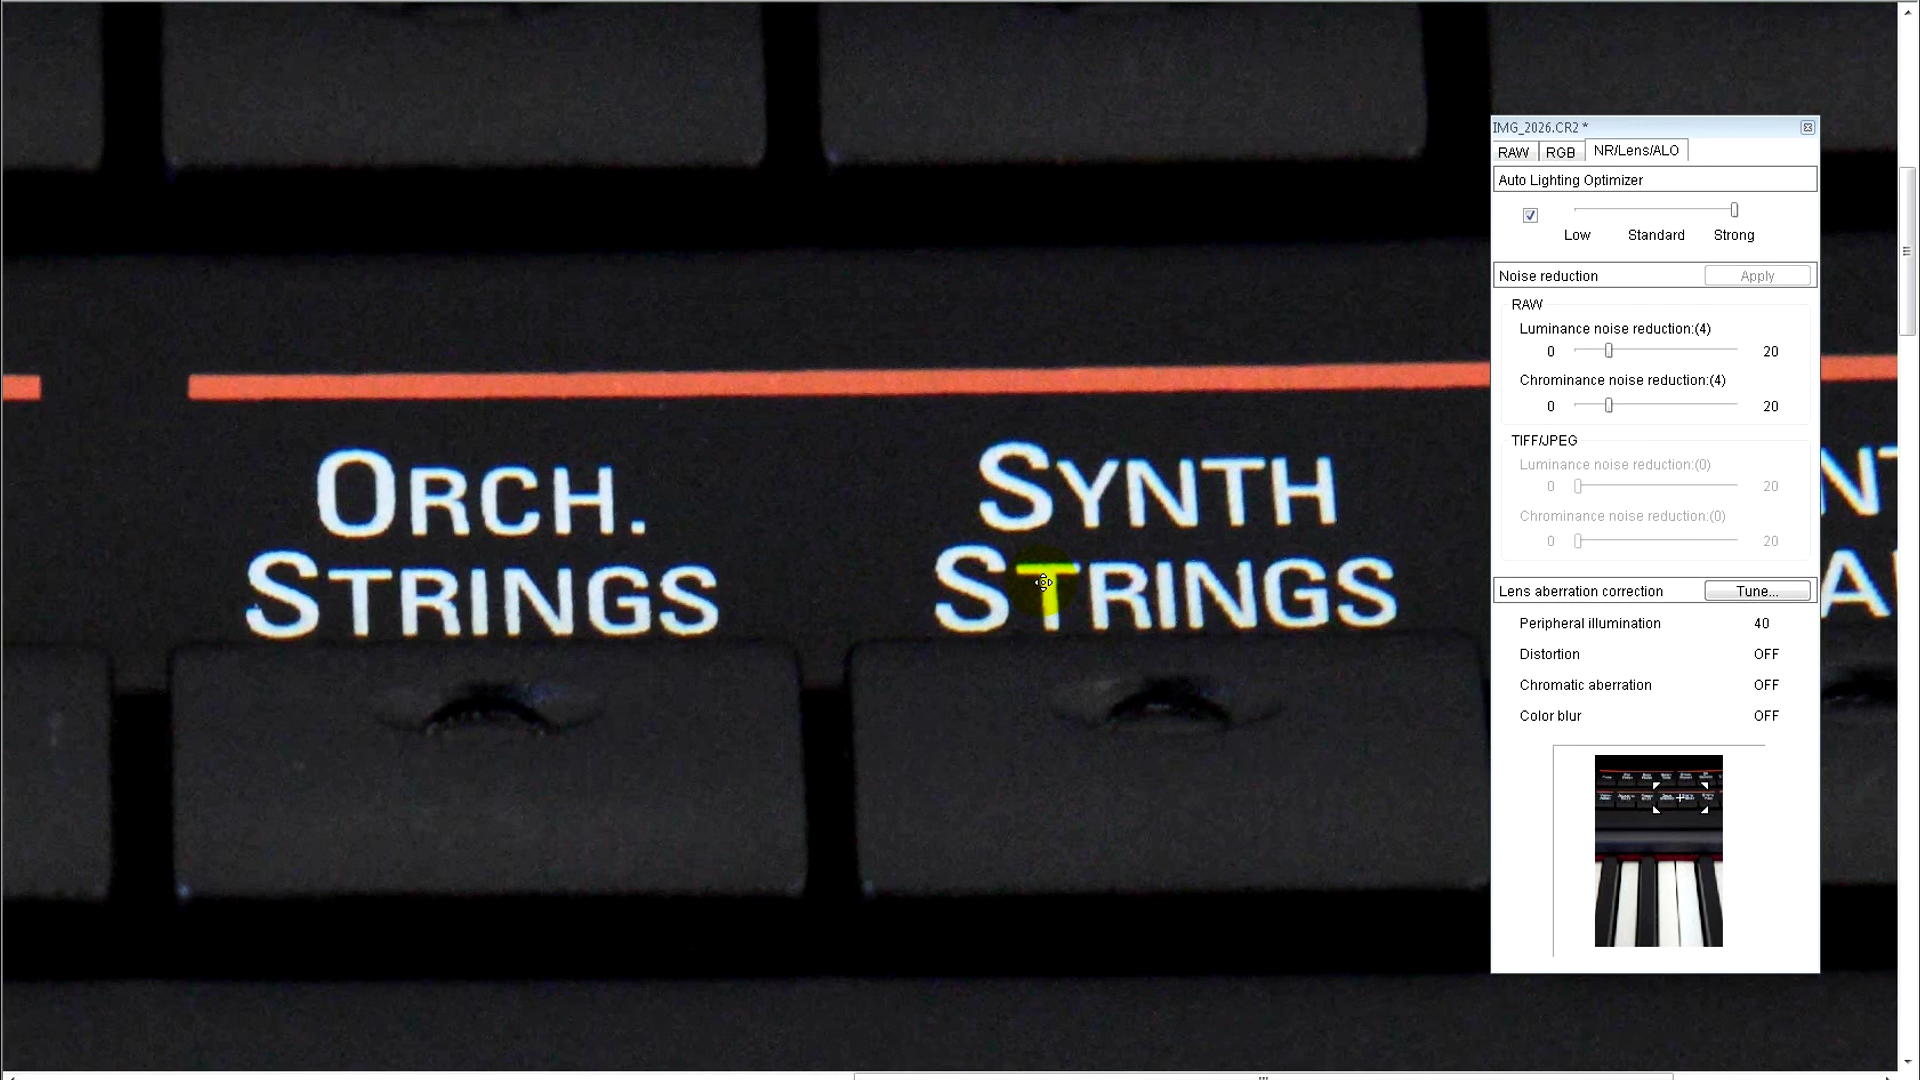 ORCH.
STRINGS
SYNTH
STRINGS
IMG_2026.CR2 *
RAW RGB NR/Lens/ALO
Auto Lighting Optimizer
Low Standard Strong
Noise reduction Apply
RAW
Luminance noise reduction:(4)
0 20
Chrominance noise reduction:(4)
0 20
TIFF/JPEG
Luminance noise reduction:(0)
0 20
Chrominance noise reduction:(0)
0 20
Lens aberration correction Tune...
Peripheral illumination 40
Distortion OFF
Chromatic aberration OFF
Color blur OFF